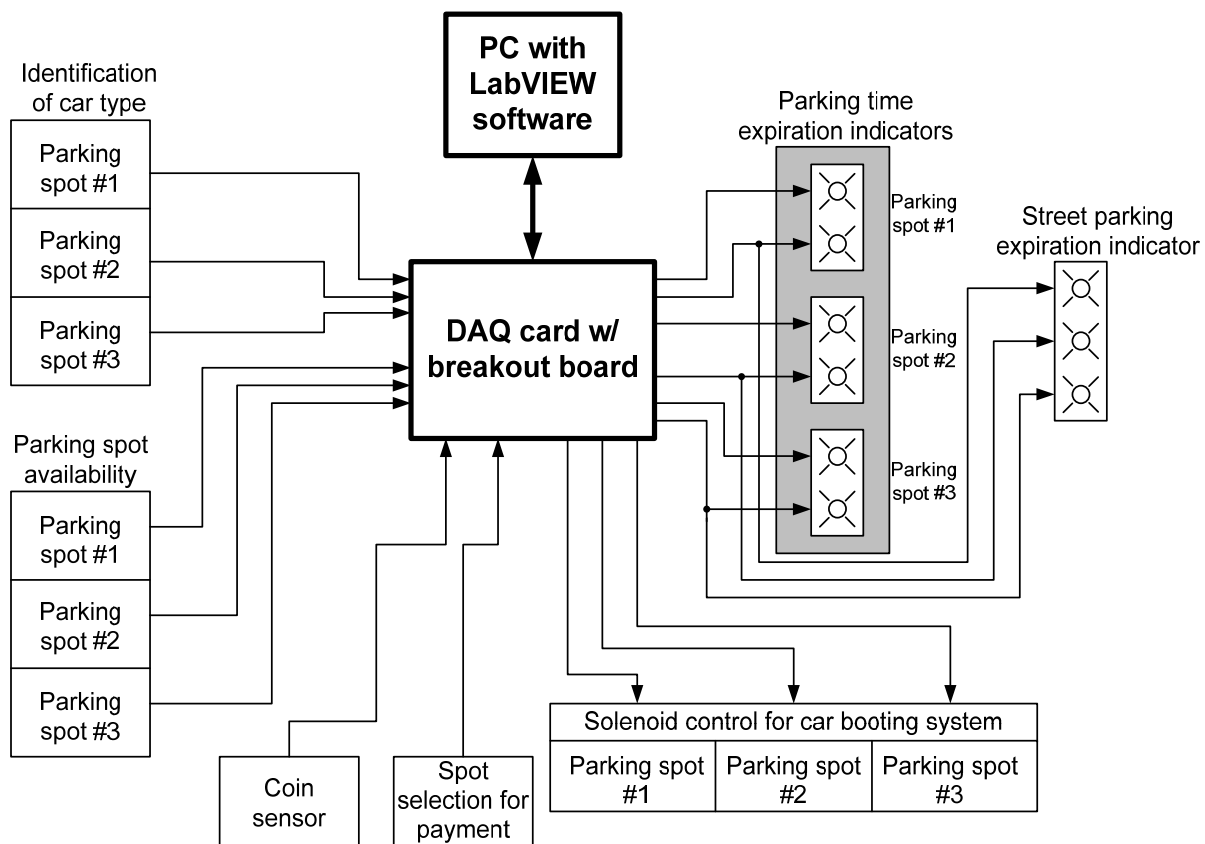 PC with
LabVIEW
software
Identification
of car type
Parking
spot #1
Parking
spot #2
Parking
spot #3
Parking spot
availability
Parking
spot #1
Parking
spot #2
Parking
spot #3
DAQ card w/
breakout board
Parking time
expiration indicators
Parking
spot #1
Parking
spot #2
Parking
spot #3
Street parking
expiration indicator
Coin
sensor
Spot
selection for
payment
Solenoid control for car booting system
Parking spot
#1
Parking spot
#2
Parking spot
#3